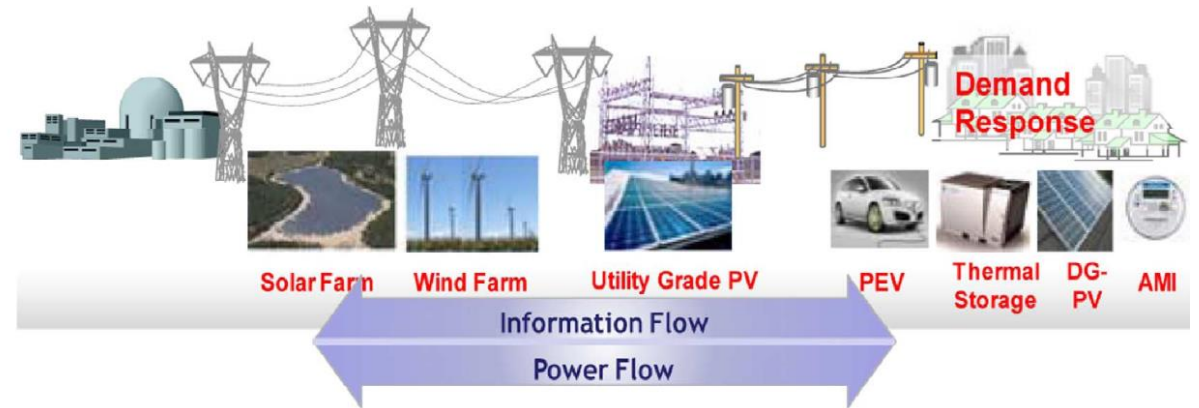 Demand
Response
Solar Farm
Wind Farm
Utility Grade PV
PEV
Thermal
Storage
DG-
PV
AMI
Information Flow
Power Flow